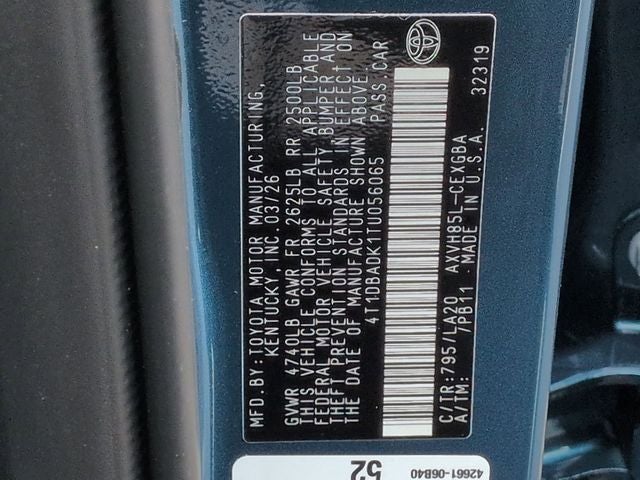 MFD.BY:TOYOTA MOTOR MANUFACTURING,
KENTUCKY, INC. 03/26
GVWR 4740LB GAWR FR 2625LB RR 2500LB
THIS VEHICLE CONFORMS TO ALL APPLICABLE
FEDERAL MOTOR VEHICLE SAFETY, BUMPER AND
THEFT PREVENTION STANDARDS IN EFFECT ON
THE DATE OF MANUFACTURE SHOWN ABOVE.
4T1DBADK1TU056065 PASS.CAR
C/TR:795/LA20 AXVH85L-CEXGBA
A/TM: /PB11 MADE IN U.S.A. 32319
52
42661-06B40